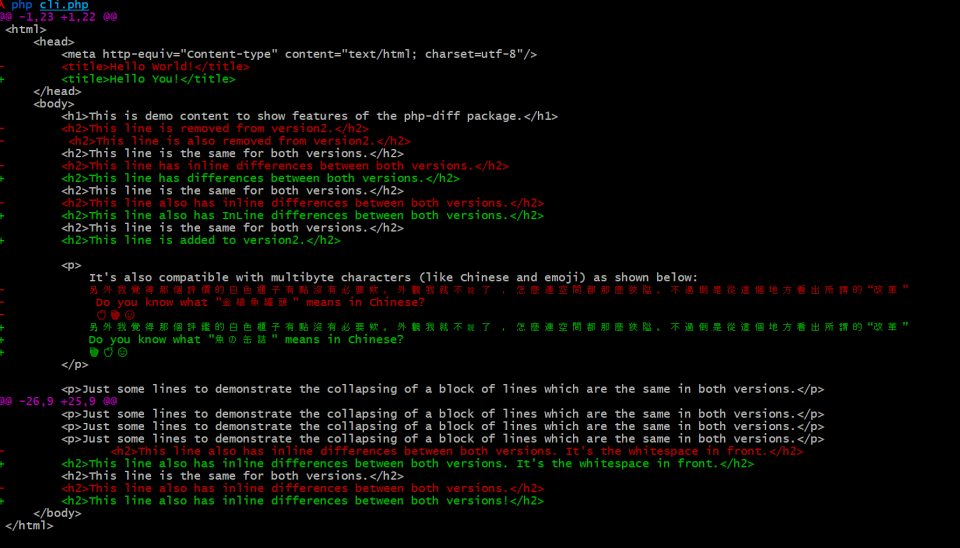 λ php cli.php
@@ -1,23 +1,22 @@
<html>
<head>
<meta http-equiv="Content-type" content="text/html; charset=utf-8"/>
- <title>Hello World!</title>
+ <title>Hello You!</title>
</head>
<body>
<h1>This is demo content to show features of the php-diff package.</h1>
- <h2>This line is removed from version2.</h2>
- <h2>This line is also removed from version2.</h2>
<h2>This line is the same for both versions.</h2>
- <h2>This line has inline differences between both versions.</h2>
+ <h2>This line has differences between both versions.</h2>
<h2>This line is the same for both versions.</h2>
- <h2>This line also has inline differences between both versions.</h2>
+ <h2>This line also has InLine differences between both versions.</h2>
<h2>This line is the same for both versions.</h2>
+ <h2>This line is added to version2.</h2>
<p>
It's also compatible with multibyte characters (like Chinese and emoji) as shown below:
- 另外我覺得那個評價的白色櫃子有點沒有必要欸。外觀我就不說了 ，怎麼連空間都那麼狹隘。不過倒是從這個地方看出所謂的“改革”
- Do you know what "金槍魚罐頭" means in Chinese?
-
+ 另外我覺得那個評鑑的白色櫃子有點沒有必要欸。外觀我就不說了 ，怎麼連空間都那麼狹隘。不過倒是從這個地方看出所謂的“改革”
+ Do you know what "魚の缶詰" means in Chinese?
+
</p>
<p>Just some lines to demonstrate the collapsing of a block of lines which are the same in both versions.</p>
@@ -26,9 +25,9 @@
<p>Just some lines to demonstrate the collapsing of a block of lines which are the same in both versions.</p>
<p>Just some lines to demonstrate the collapsing of a block of lines which are the same in both versions.</p>
<p>Just some lines to demonstrate the collapsing of a block of lines which are the same in both versions.</p>
- <h2>This line also has inline differences between both versions. It's the Whitespace in front.</h2>
+ <h2>This line also has inline differences between both versions. It's the whitespace in front.</h2>
<h2>This line is the same for both versions.</h2>
- <h2>This line also has inline differences between both versions.</h2>
+ <h2>This line also has inline differences between both versions!</h2>
</body>
</html>